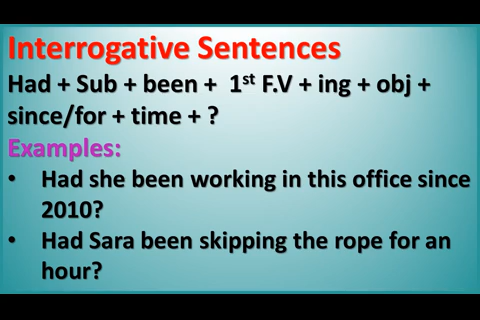 Interrogative Sentences
Had + Sub + been + 1st F.V + ing + obj +
since/for + time + ?
Examples:
• Had she been working in this office since
2010?
• Had Sara been skipping the rope for an
hour?